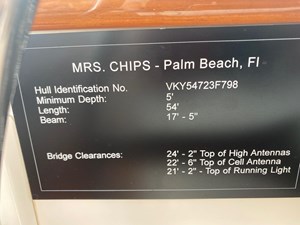 MRS. CHIPS - Palm Beach, Fl
Hull Identification No. VKY54723F798
Minimum Depth: 5'
Length: 54'
Beam: 17' - 5"
Bridge Clearances: 24' - 2" Top of High Antennas
22' - 6" Top of Cell Antenna
21' - 2" Top of Running Light